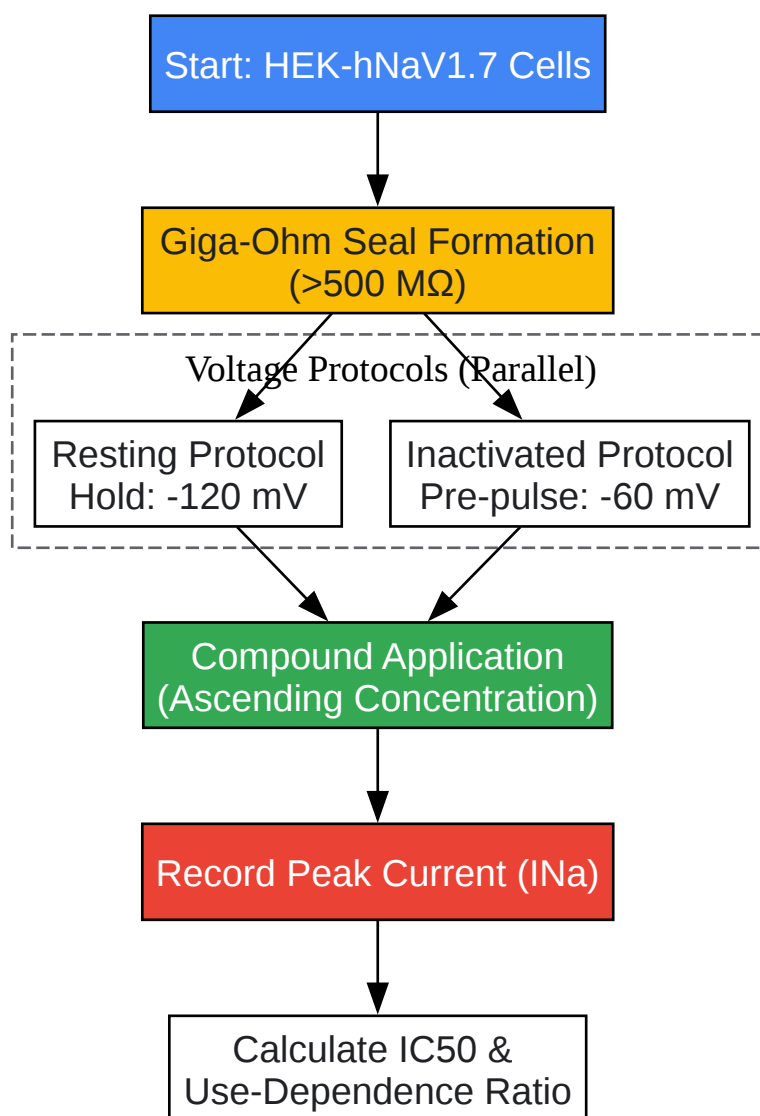 Start: HEK-hNaV1.7 Cells
Giga-Ohm Seal Formation
(>500 MΩ)
Voltage Protocols (Parallel)
Resting Protocol
Hold: -120 mV
Inactivated Protocol
Pre-pulse: -60 mV
Compound Application
(Ascending Concentration)
Record Peak Current (INa)
Calculate IC50 &
Use-Dependence Ratio